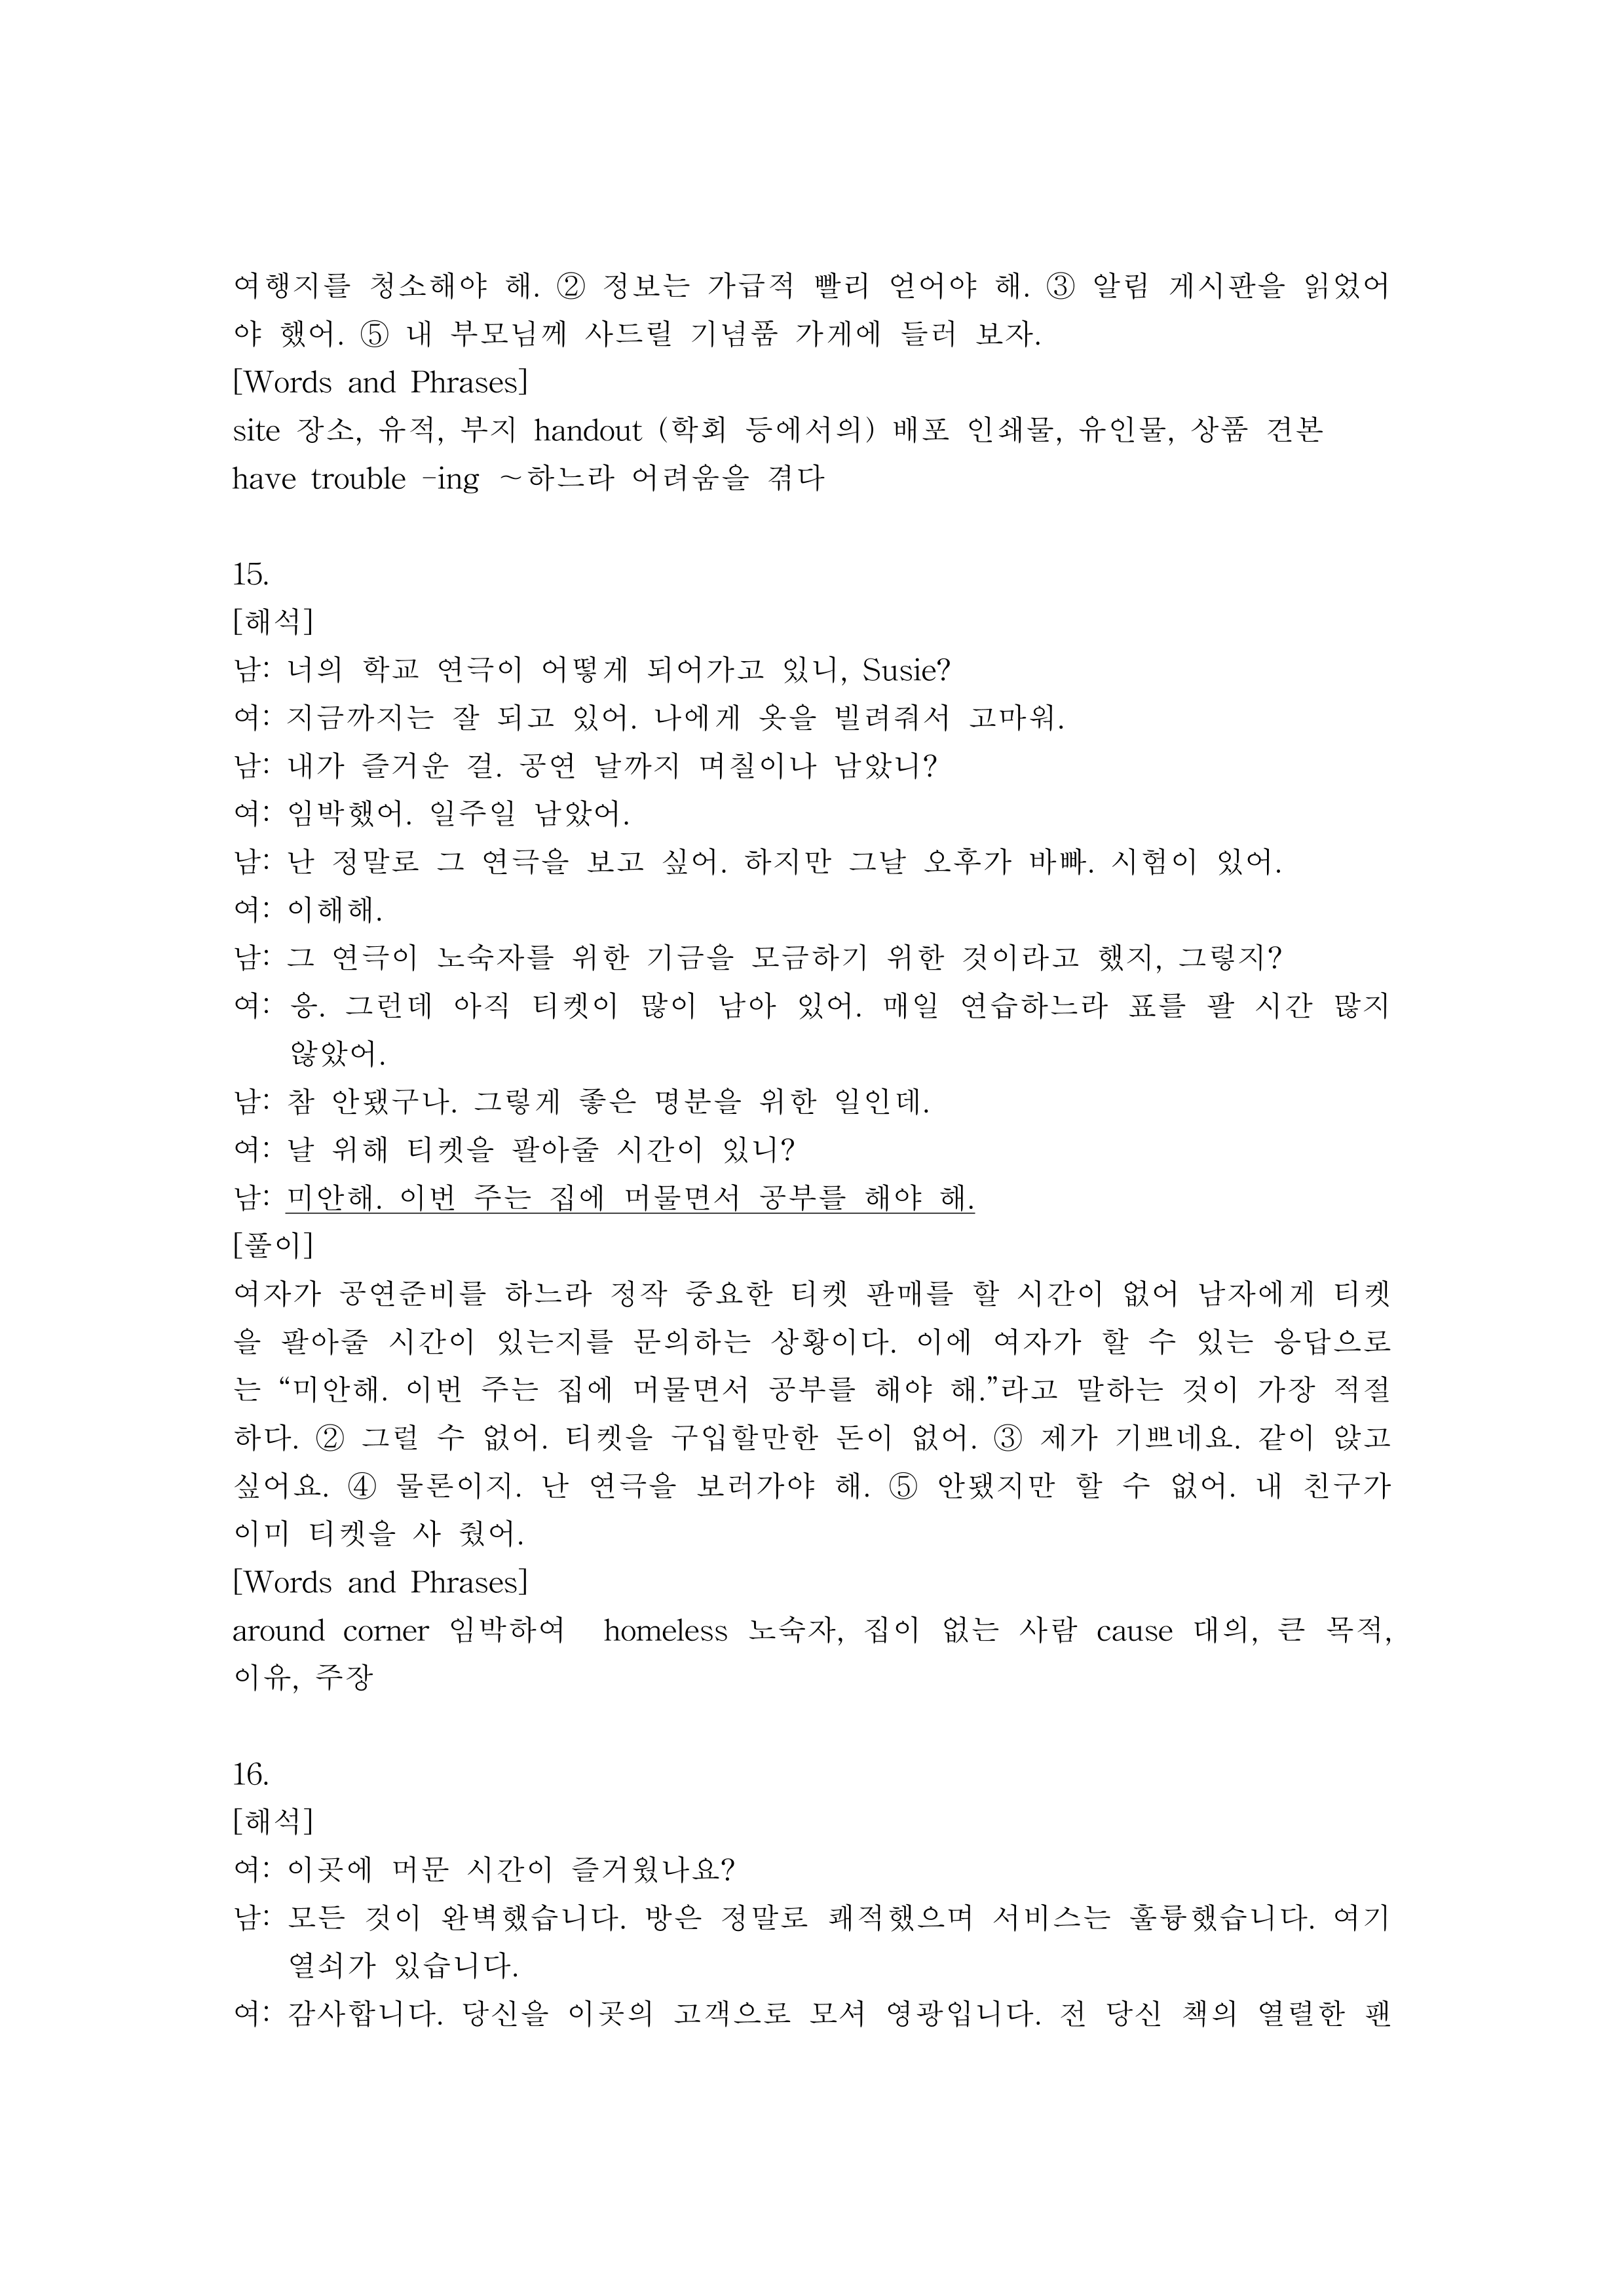 여행지를 청소해야 해. ② 정보는 가급적 빨리 얻어야 해. ③ 알림 게시판을 읽었어
야 했어. ⑤ 내 부모님께 사드릴 기념품 가게에 들러 보자.
[Words and Phrases]
site 장소, 유적, 부지 handout (학회 등에서의) 배포 인쇄물, 유인물, 상품 견본
have trouble -ing ~하느라 어려움을 겪다
15.
[해석]
남: 너의 학교 연극이 어떻게 되어가고 있니, Susie?
여: 지금까지는 잘 되고 있어. 나에게 옷을 빌려줘서 고마워.
남: 내가 즐거운 걸. 공연 날까지 며칠이나 남았니?
여: 임박했어. 일주일 남았어.
남: 난 정말로 그 연극을 보고 싶어. 하지만 그날 오후가 바빠. 시험이 있어.
여: 이해해.
남: 그 연극이 노숙자를 위한 기금을 모금하기 위한 것이라고 했지, 그렇지?
여: 응. 그런데 아직 티켓이 많이 남아 있어. 매일 연습하느라 표를 팔 시간 많지
않았어.
남: 참 안됐구나. 그렇게 좋은 명분을 위한 일인데.
여: 날 위해 티켓을 팔아줄 시간이 있니?
남: 미안해. 이번 주는 집에 머물면서 공부를 해야 해.
[풀이]
여자가 공연준비를 하느라 정작 중요한 티켓 판매를 할 시간이 없어 남자에게 티켓
을 팔아줄 시간이 있는지를 문의하는 상황이다. 이에 여자가 할 수 있는 응답으로
는 “미안해. 이번 주는 집에 머물면서 공부를 해야 해.”라고 말하는 것이 가장 적절
하다. ② 그럴 수 없어. 티켓을 구입할만한 돈이 없어. ③ 제가 기쁘네요. 같이 앉고
싶어요. ④ 물론이지. 난 연극을 보러가야 해. ⑤ 안됐지만 할 수 없어. 내 친구가
이미 티켓을 사 줬어.
[Words and Phrases]
around corner 임박하여 homeless 노숙자, 집이 없는 사람 cause 대의, 큰 목적,
이유, 주장
16.
[해석]
여: 이곳에 머문 시간이 즐거웠나요?
남: 모든 것이 완벽했습니다. 방은 정말로 쾌적했으며 서비스는 훌륭했습니다. 여기
열쇠가 있습니다.
여: 감사합니다. 당신을 이곳의 고객으로 모셔 영광입니다. 전 당신 책의 열렬한 팬